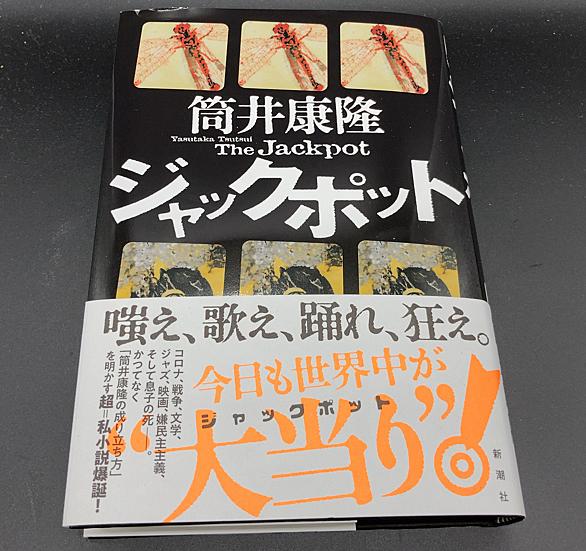 筒井康隆
Yasutaka Tsutsui
The Jackpot
ジャックポット
嗤え、歌え、踊れ、狂え。
今日も世界中が
ジャックポット
“大当り”!
コロナ、戦争、文学、
ジャズ、映画、嫌民主主義、
そして息子の死――。
かつてなく
「筒井康隆の成り立ち方」
を明かす超=私小説爆誕!
新潮社